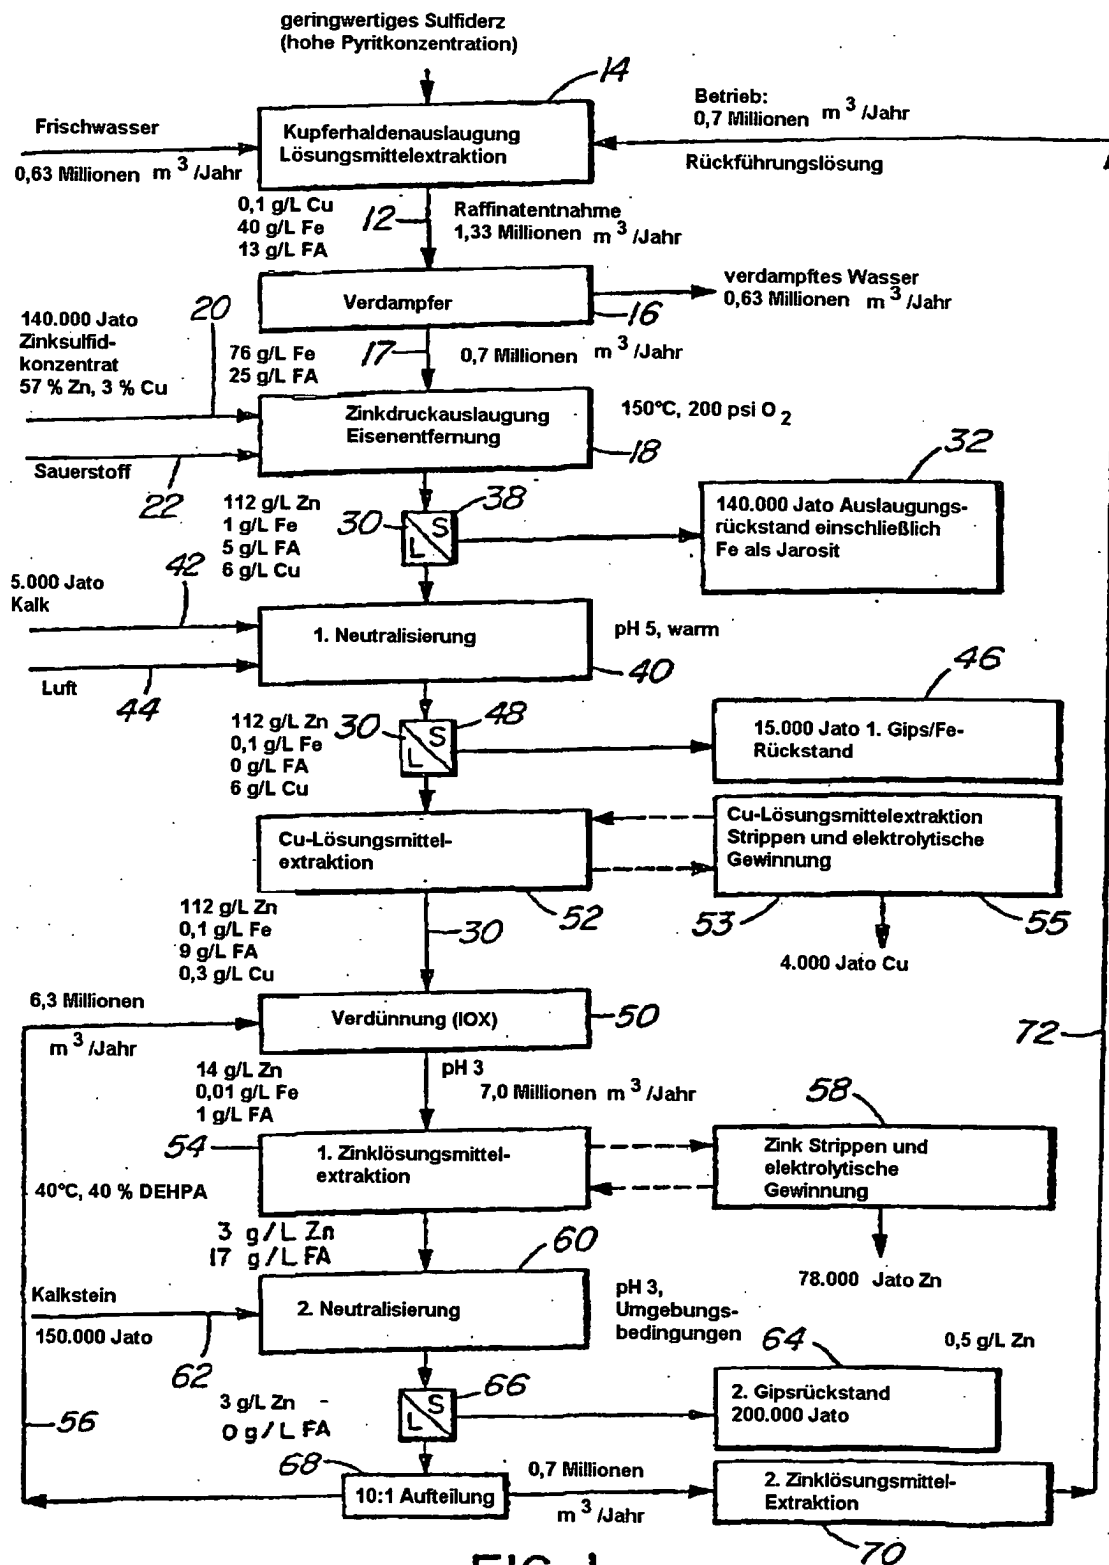 geringwertiges Sulfiderz
(hohe Pyritkonzentration)
14
Betrieb:
0,7 Millionen m³/Jahr
Frischwasser
0,63 Millionen m³/Jahr
Kupferhaldenauslaugung
Lösungsmittelextraktion
Rückführungslösung
0,1 g/L Cu
40 g/L Fe
13 g/L FA
12
Raffinatentnahme
1,33 Millionen m³/Jahr
Verdampfer
verdampftes Wasser
0,63 Millionen m³/Jahr
16
20
140.000 Jato
Zinksulfid-
konzentrat
57 % Zn, 3 % Cu
76 g/L Fe
25 g/L FA
17
0,7 Millionen m³/Jahr
Zinkdruckauslaugung
Eisenentfernung
150°C, 200 psi O₂
18
Sauerstoff
22
32
112 g/L Zn
1 g/L Fe
5 g/L FA
6 g/L Cu
30
38
S
L
140.000 Jato Auslaugungs-
rückstand einschließlich
Fe als Jarosit
5.000 Jato
Kalk
42
1. Neutralisierung
pH 5, warm
40
Luft
44
46
112 g/L Zn
0,1 g/L Fe
0 g/L FA
6 g/L Cu
30
48
S
L
15.000 Jato 1. Gips/Fe-
Rückstand
Cu-Lösungsmittel-
extraktion
52
Cu-Lösungsmittelextraktion
Strippen und elektrolytische
Gewinnung
53
55
4.000 Jato Cu
112 g/L Zn
0,1 g/L Fe
9 g/L FA
0,3 g/L Cu
30
6,3 Millionen
m³/Jahr
Verdünnung (IOX)
50
72
14 g/L Zn
0,01 g/L Fe
1 g/L FA
pH 3
7,0 Millionen m³/Jahr
58
54
1. Zinklösungsmittel-
extraktion
Zink Strippen und
elektrolytische
Gewinnung
40°C, 40 % DEHPA
3 g/L Zn
17 g/L FA
60
78.000 Jato Zn
Kalkstein
150.000 Jato
62
2. Neutralisierung
pH 3,
Umgebungs-
bedingungen
64
0,5 g/L Zn
3 g/L Zn
0 g/L FA
66
S
L
2. Gipsrückstand
200.000 Jato
56
68
10:1 Aufteilung
0,7 Millionen
m³/Jahr
2. Zinklösungsmittel-
Extraktion
70